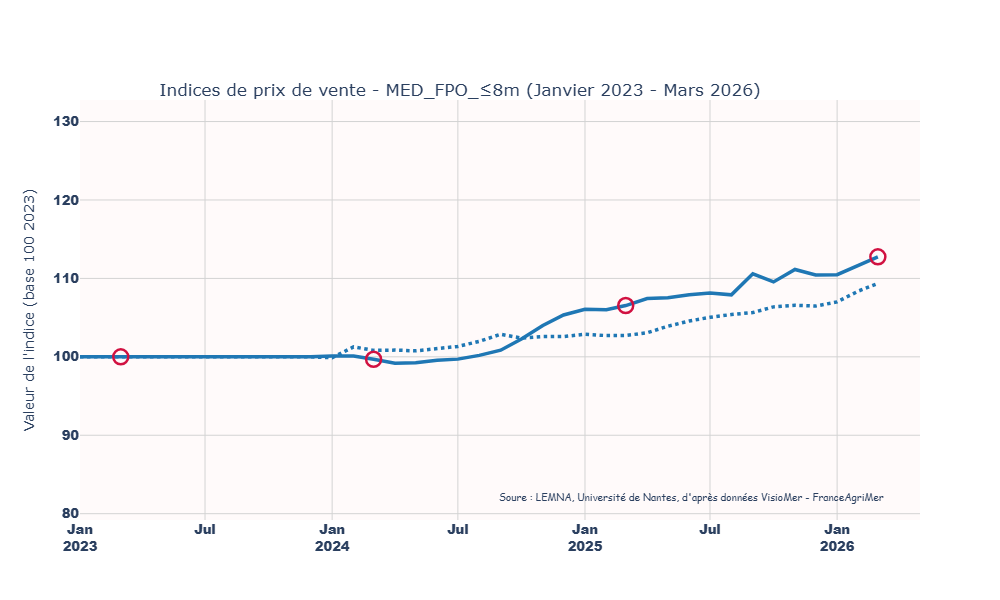 Indices de prix de vente - MED_FPO_≤8m (Janvier 2023 - Mars 2026)
Valeur de l'indice (base 100 2023)
130
120
110
100
90
80
Soure : LEMNA, Université de Nantes, d'après données VisioMer - FranceAgriMer
Jan Jul Jan Jul Jan Jul Jan
2023 2024 2025 2026